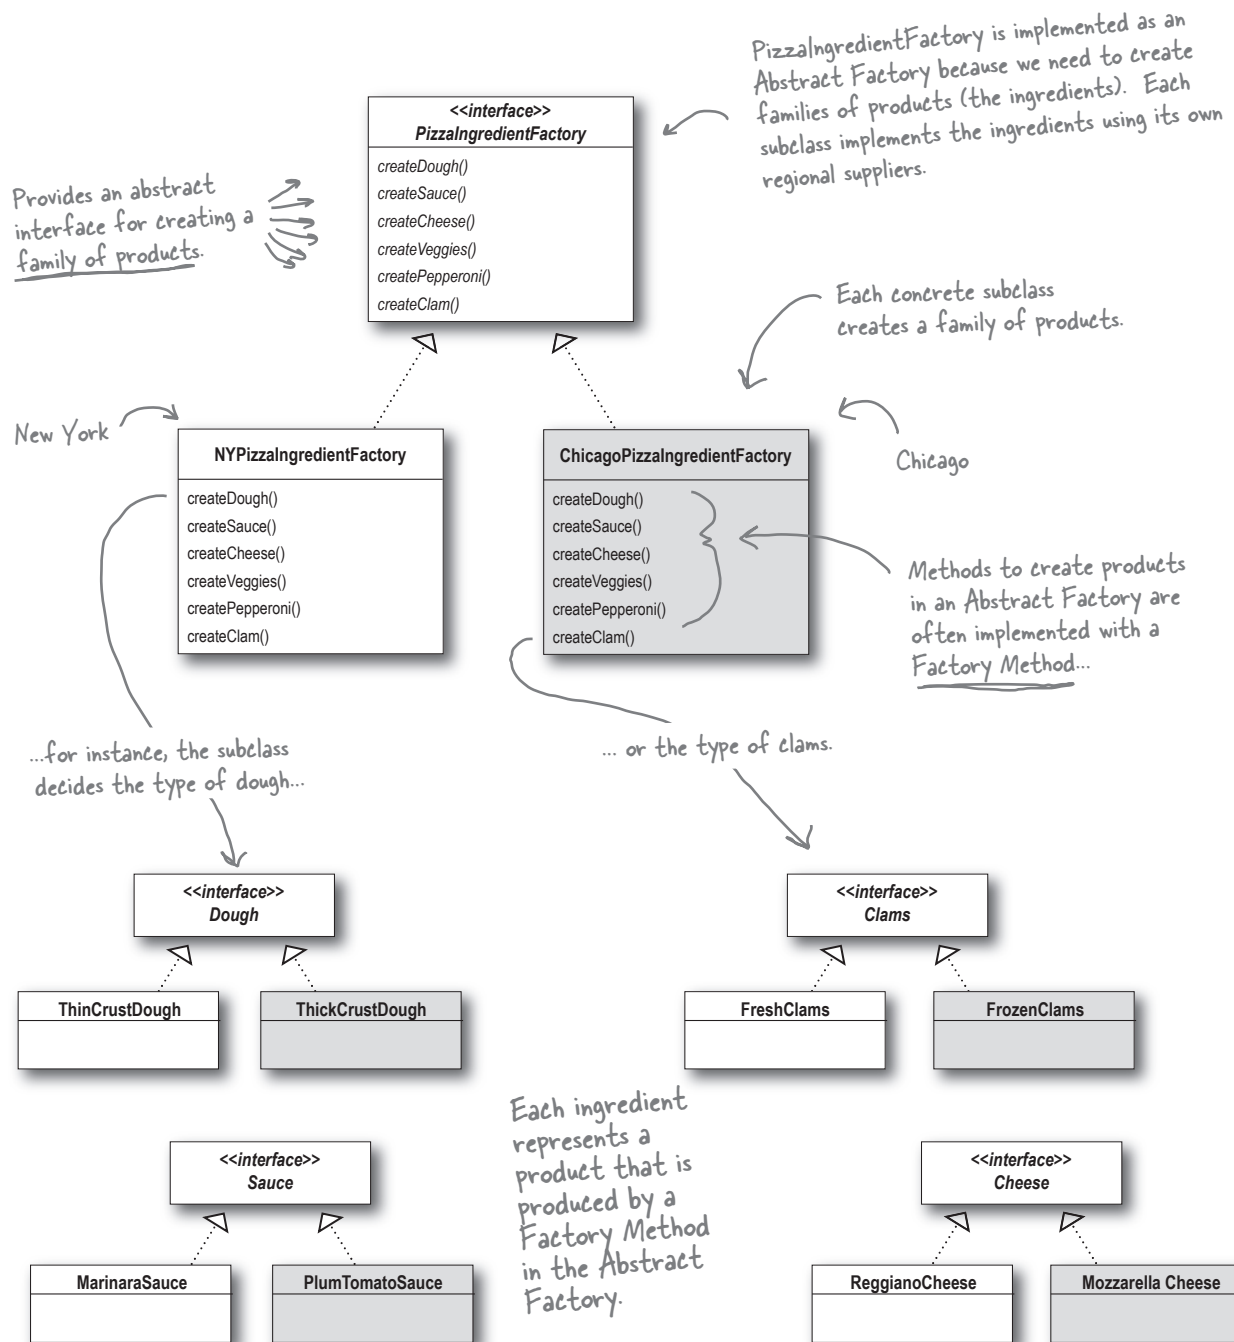 PizzaIngredientFactory is implemented as an
Abstract Factory because we need to create
families of products (the ingredients). Each
subclass implements the ingredients using its own
regional suppliers.
<<interface>>
PizzaIngredientFactory
createDough()
createSauce()
createCheese()
createVeggies()
createPepperoni()
createClam()
Provides an abstract
interface for creating a
family of products.
Each concrete subclass
creates a family of products.
New York
Chicago
NYPizzaIngredientFactory
createDough()
createSauce()
createCheese()
createVeggies()
createPepperoni()
createClam()
ChicagoPizzaIngredientFactory
createDough()
createSauce()
createCheese()
createVeggies()
createPepperoni()
createClam()
Methods to create products
in an Abstract Factory are
often implemented with a
Factory Method...
...for instance, the subclass
decides the type of dough...
... or the type of clams.
<<interface>>
Dough
ThinCrustDough
ThickCrustDough
<<interface>>
Clams
FreshClams
FrozenClams
Each ingredient
represents a
product that is
produced by a
Factory Method
in the Abstract
Factory.
<<interface>>
Sauce
MarinaraSauce
PlumTomatoSauce
<<interface>>
Cheese
ReggianoCheese
Mozzarella Cheese